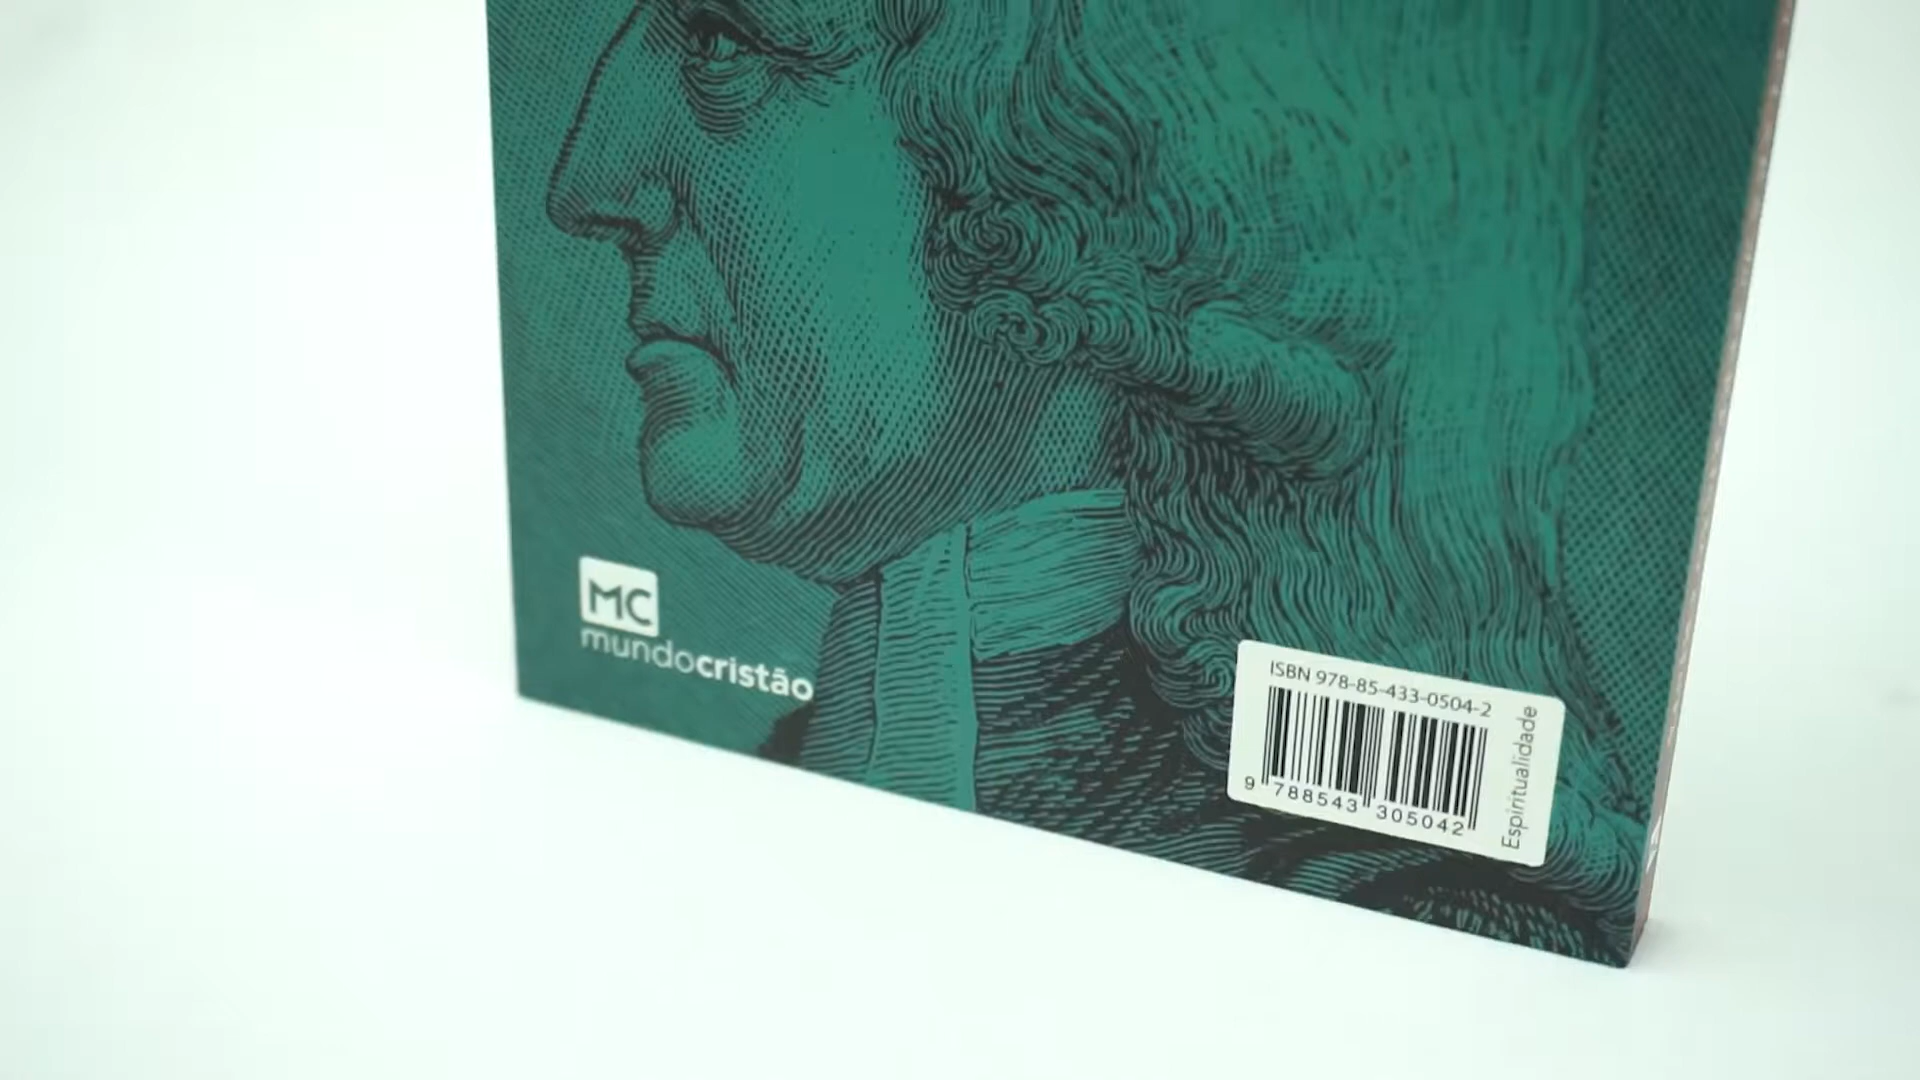 MC
mundocristão
ISBN 978-85-433-0504-2
9 788543 305042
Espiritualidade